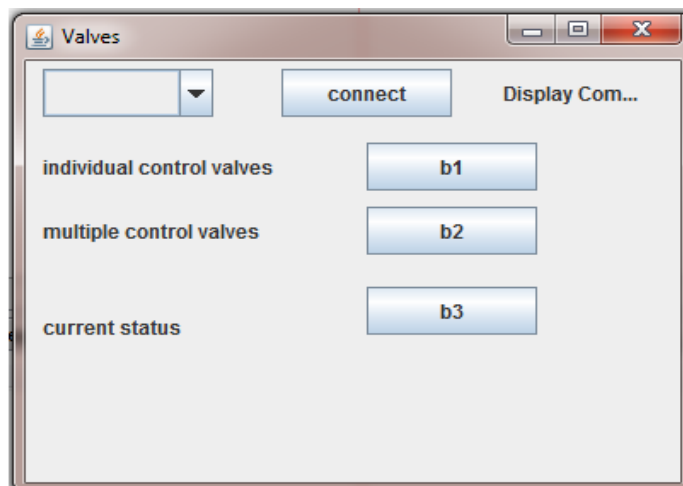 Valves
connect Display Com...
individual control valves b1
multiple control valves b2
b3
current status